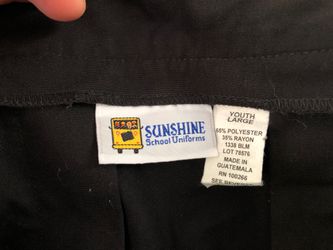 SUNSHINE
School Uniforms
YOUTH
LARGE
65% POLYESTER
35% RAYON
1338 BLM
LOT 78576
MADE IN
GUATEMALA
RN 100266
SEE REVERSE